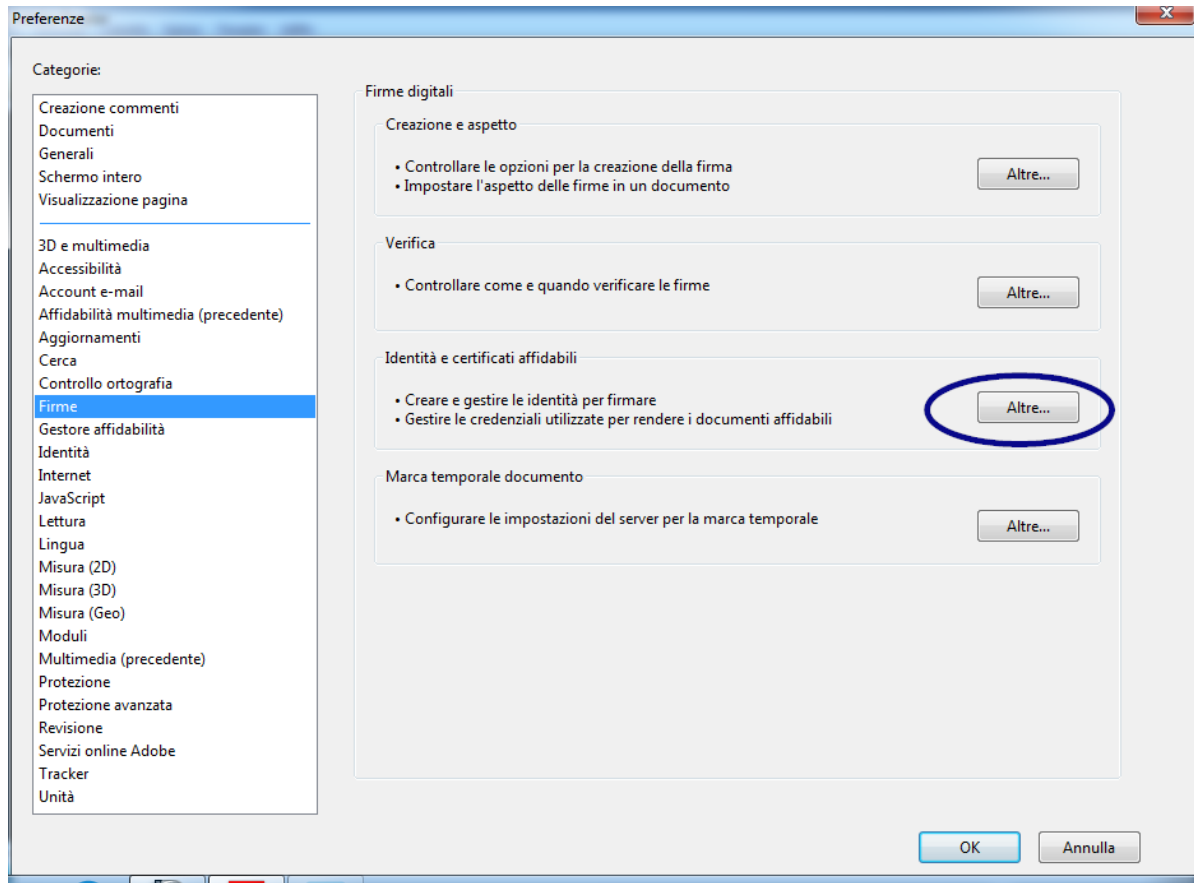 Preferenze
Categorie:
Creazione commenti
Documenti
Generali
Schermo intero
Visualizzazione pagina
3D e multimedia
Accessibilità
Account e-mail
Affidabilità multimedia (precedente)
Aggiornamenti
Cerca
Controllo ortografia
Firme
Gestore affidabilità
Identità
Internet
JavaScript
Lettura
Lingua
Misura (2D)
Misura (3D)
Misura (Geo)
Moduli
Multimedia (precedente)
Protezione
Protezione avanzata
Revisione
Servizi online Adobe
Tracker
Unità
Firme digitali
Creazione e aspetto
• Controllare le opzioni per la creazione della firma
• Impostare l'aspetto delle firme in un documento
Altre...
Verifica
• Controllare come e quando verificare le firme
Altre...
Identità e certificati affidabili
• Creare e gestire le identità per firmare
• Gestire le credenziali utilizzate per rendere i documenti affidabili
Altre...
Marca temporale documento
• Configurare le impostazioni del server per la marca temporale
Altre...
OK
Annulla